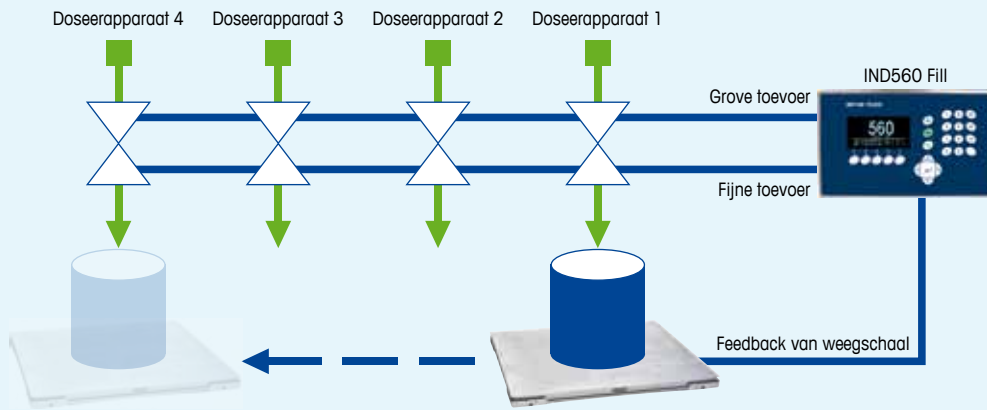 Doseerapparaat 4 Doseerapparaat 3 Doseerapparaat 2 Doseerapparaat 1
IND560 Fill
Grove toevoer
560
Fijne toevoer
Feedback van weegschaal